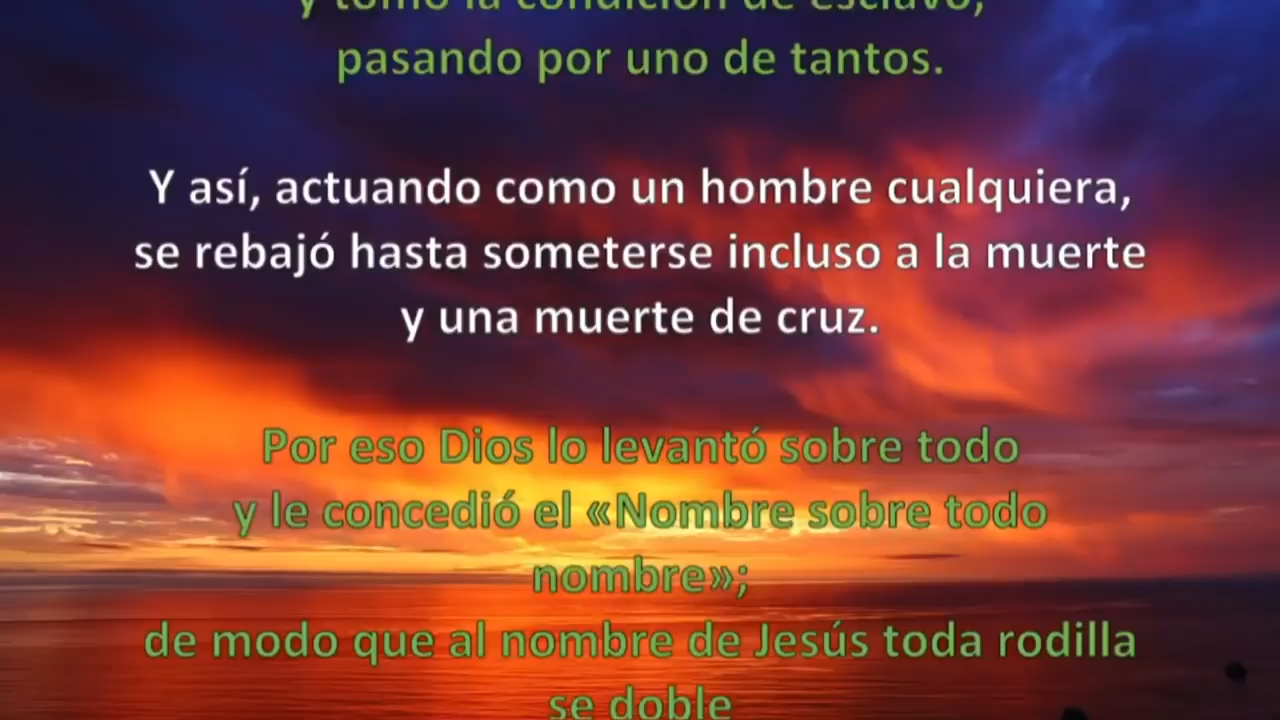 y tomó la condición de esclavo,
pasando por uno de tantos.
Y así, actuando como un hombre cualquiera,
se rebajó hasta someterse incluso a la muerte
y una muerte de cruz.
Por eso Dios lo levantó sobre todo
y le concedió el «Nombre sobre todo
nombre»;
de modo que al nombre de Jesús toda rodilla
se doble